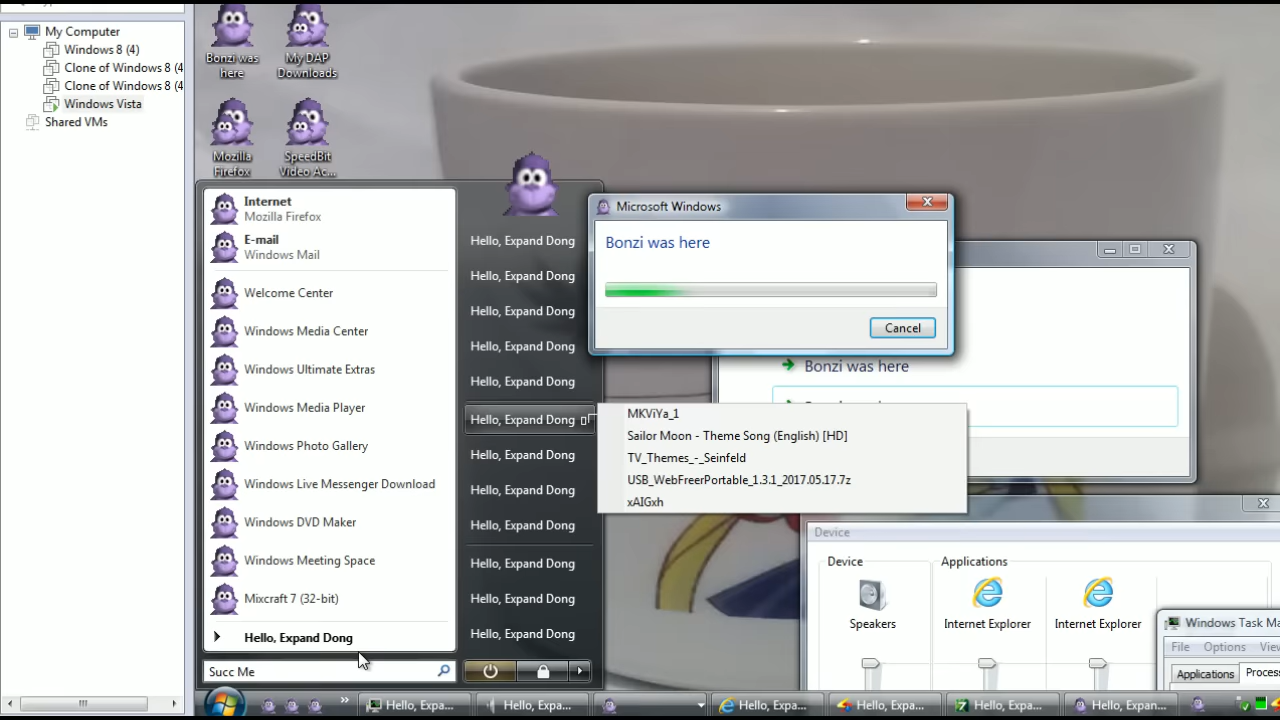 My Computer
Windows 8 (4)
Clone of Windows 8 (4
Clone of Windows 8 (4
Windows Vista
Shared VMs
Bonzi was
here
My DAP
Downloads
Mozilla
Firefox
SpeedBit
Video Ac...
Internet
Mozilla Firefox
E-mail
Windows Mail
Welcome Center
Windows Media Center
Windows Ultimate Extras
Windows Media Player
Windows Photo Gallery
Windows Live Messenger Download
Windows DVD Maker
Windows Meeting Space
Mixcraft 7 (32-bit)
Hello, Expand Dong
Succ Me
Hello, Expand Dong
Hello, Expand Dong
Hello, Expand Dong
Hello, Expand Dong
Hello, Expand Dong
Hello, Expand Dong
Hello, Expand Dong
Hello, Expand Dong
Hello, Expand Dong
Hello, Expand Dong
Hello, Expand Dong
Hello, Expand Dong
Microsoft Windows
Bonzi was here
Cancel
Bonzi was here
MKViYa_1
Sailor Moon - Theme Song (English) [HD]
TV_Themes_-_Seinfeld
USB_WebFreerPortable_1.3.1_2017.05.17.7z
xAIGxh
Device
Device
Applications
Speakers
Internet Explorer
Internet Explorer
Windows Task Ma
File Options Viev
Applications Proces
Hello, Expa...
Hello, Expa...
Hello, Expa...
Hello, Expa...
Hello, Expa...
Hello, Expan...